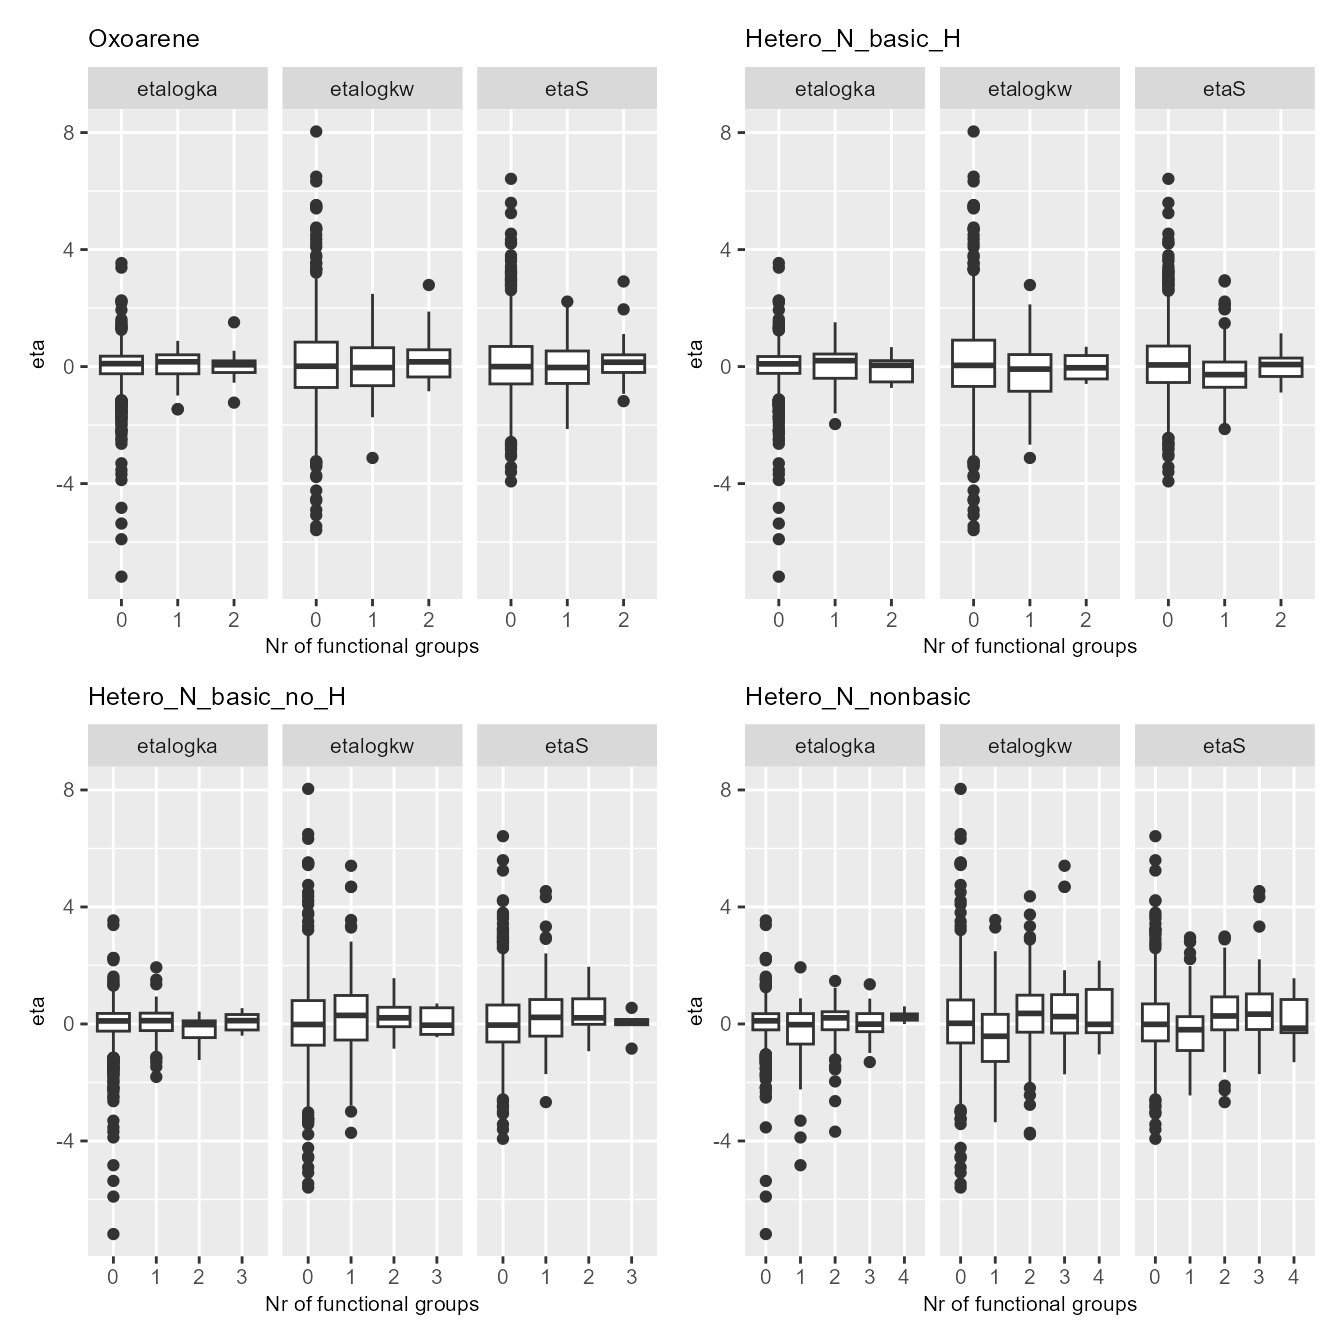 Oxoarene
etalogka etalogkw etaS
8
4
0
-4
eta
0 1 2 0 1 2 0 1 2
Nr of functional groups
Hetero_N_basic_H
etalogka etalogkw etaS
8
4
0
-4
eta
0 1 2 0 1 2 0 1 2
Nr of functional groups
Hetero_N_basic_no_H
etalogka etalogkw etaS
8
4
0
-4
eta
0 1 2 3 0 1 2 3 0 1 2 3
Nr of functional groups
Hetero_N_nonbasic
etalogka etalogkw etaS
8
4
0
-4
eta
0 1 2 3 4 0 1 2 3 4 0 1 2 3 4
Nr of functional groups